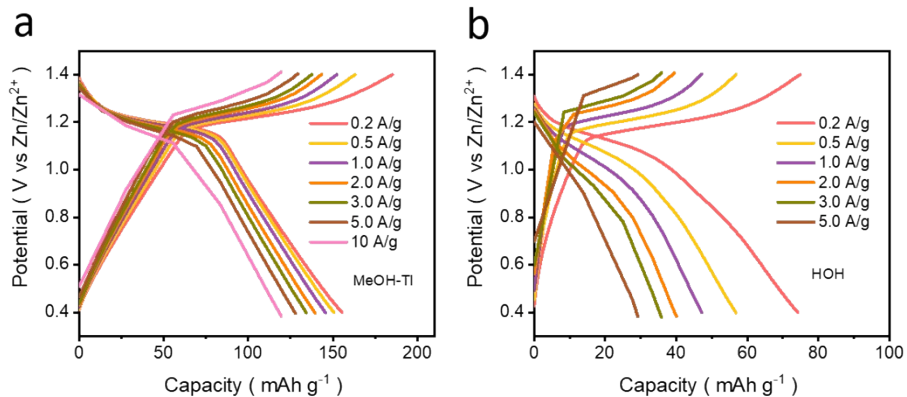 a
Potential ( V vs Zn/Zn²⁺)
1.4
1.2
1.0
0.8
0.6
0.4
0.2 A/g
0.5 A/g
1.0 A/g
2.0 A/g
3.0 A/g
5.0 A/g
10 A/g
MeOH-TI
0
50
100
150
200
Capacity ( mAh g⁻¹)
b
Potential ( V vs Zn/Zn²⁺)
1.4
1.2
1.0
0.8
0.6
0.4
0.2 A/g
0.5 A/g
1.0 A/g
2.0 A/g
3.0 A/g
5.0 A/g
HOH
0
20
40
60
80
100
Capacity ( mAh g⁻¹)